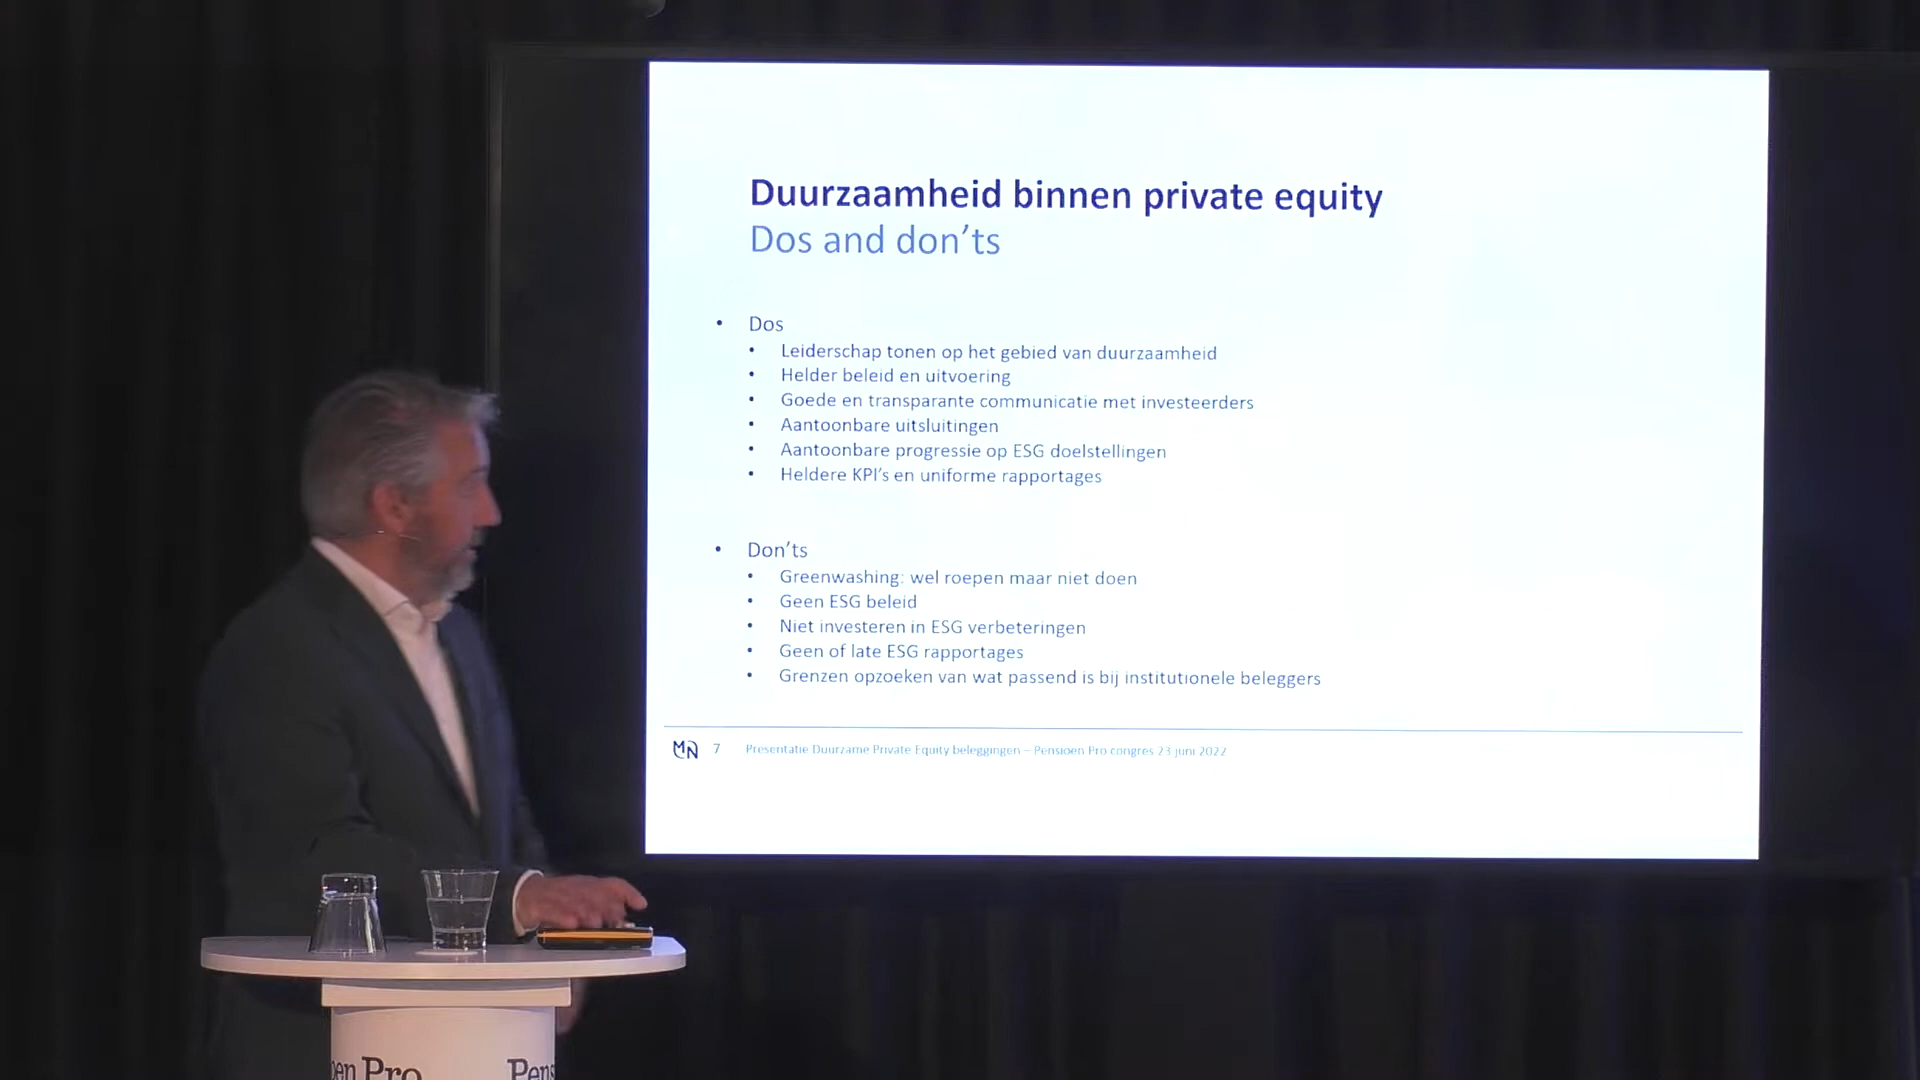 Duurzaamheid binnen private equity
Dos and don'ts
• Dos
• Leiderschap tonen op het gebied van duurzaamheid
• Helder beleid en uitvoering
• Goede en transparante communicatie met investeerders
• Aantoonbare uitsluitingen
• Aantoonbare progressie op ESG doelstellingen
• Heldere KPI's en uniforme rapportages
• Don'ts
• Greenwashing: wel roepen maar niet doen
• Geen ESG beleid
• Niet investeren in ESG verbeteringen
• Geen of late ESG rapportages
• Grenzen opzoeken van wat passend is bij institutionele beleggers
MN 7 Presentatie Duurzame Private Equity beleggingen – Pensioen Pro congres 23 juni 2022
oen Pro Pens